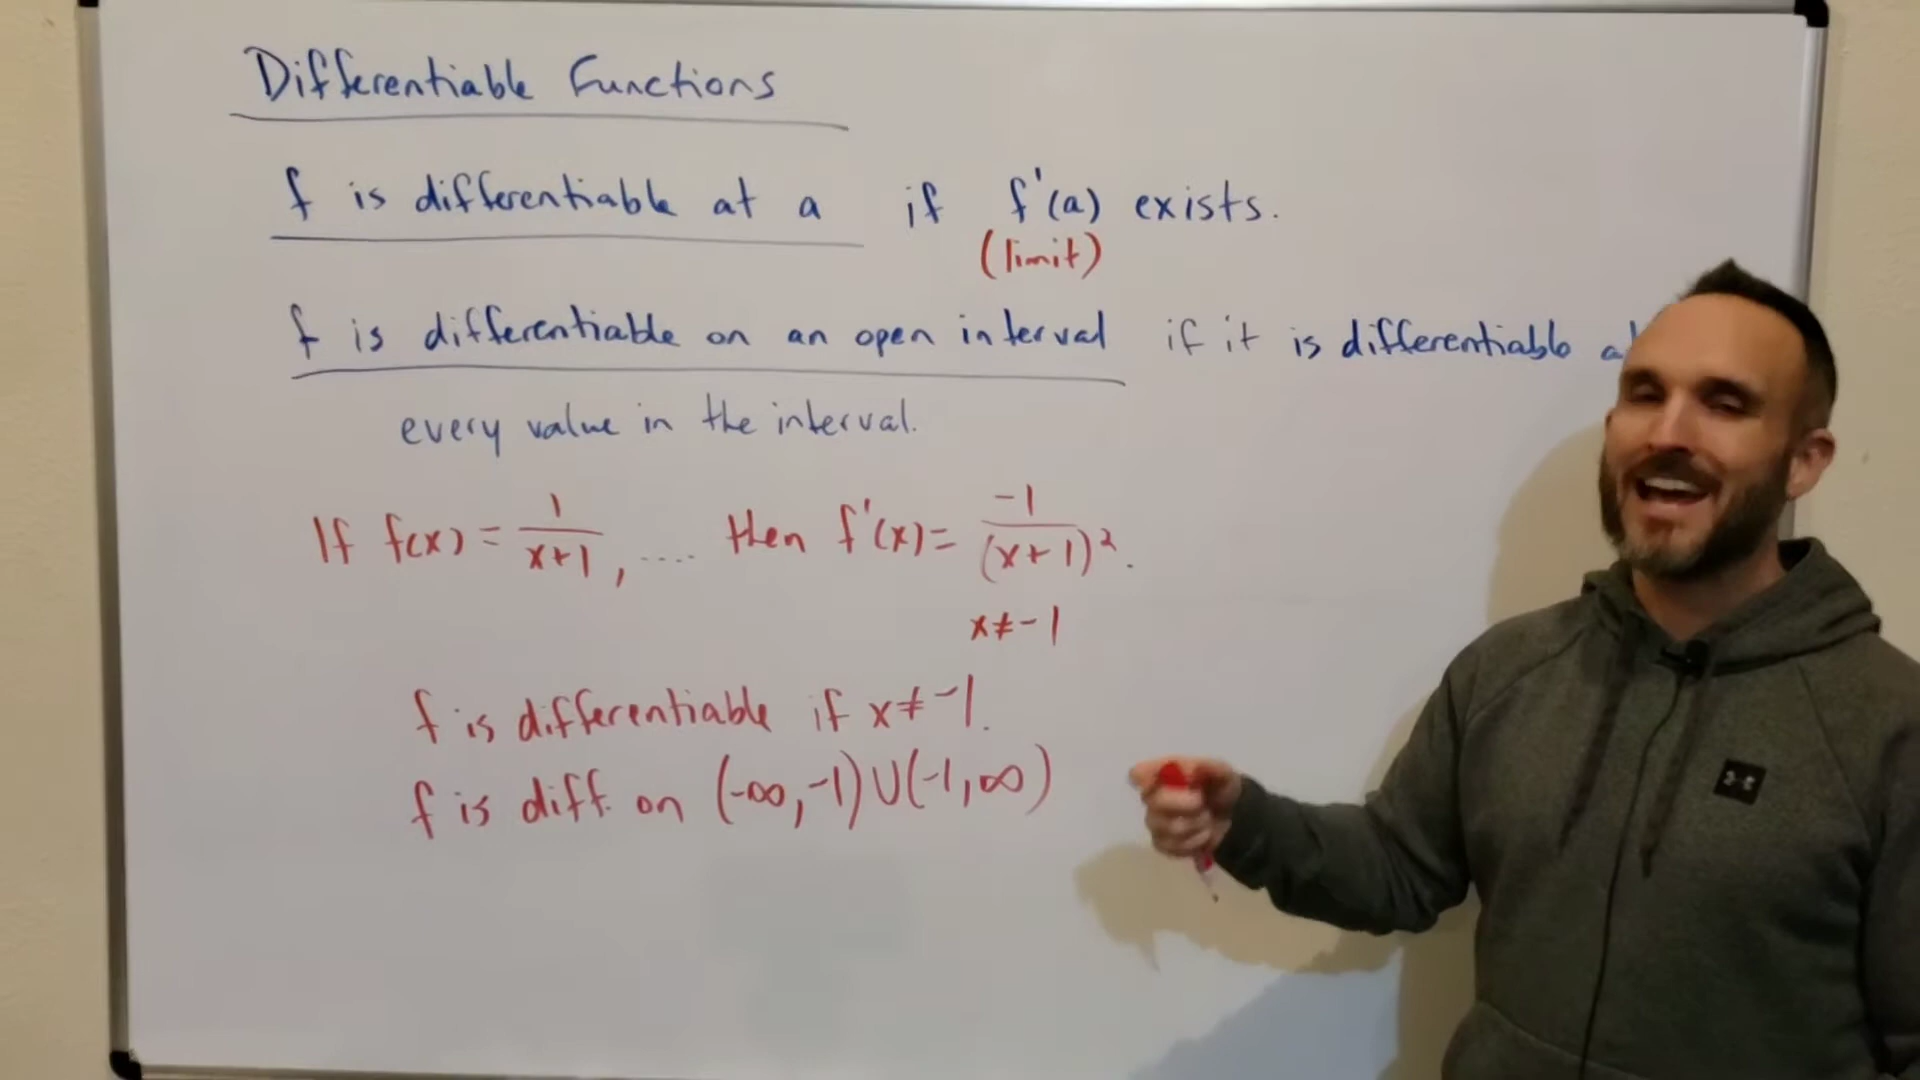 Differentiable Functions
f is differentiable at a if f'(a) exists.
(limit)
f is differentiable on an open interval if it is differentiable
every value in the interval.
If f(x) = 1/(x+1), .... then f'(x) = -1/(x+1)².
x≠-1
f is differentiable if x≠-1.
f is diff. on (-∞,-1)∪(-1,∞)